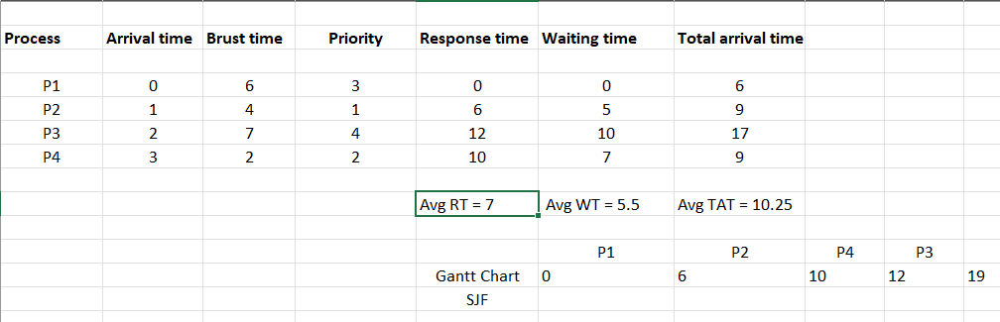 Process Arrival time Brust time Priority Response time Waiting time Total arrival time
P1 0 6 3 0 0 6
P2 1 4 1 6 5 9
P3 2 7 4 12 10 17
P4 3 2 2 10 7 9
Avg RT = 7 Avg WT = 5.5 Avg TAT = 10.25
P1 P2 P4 P3
Gantt Chart 0 6 10 12 19
SJF